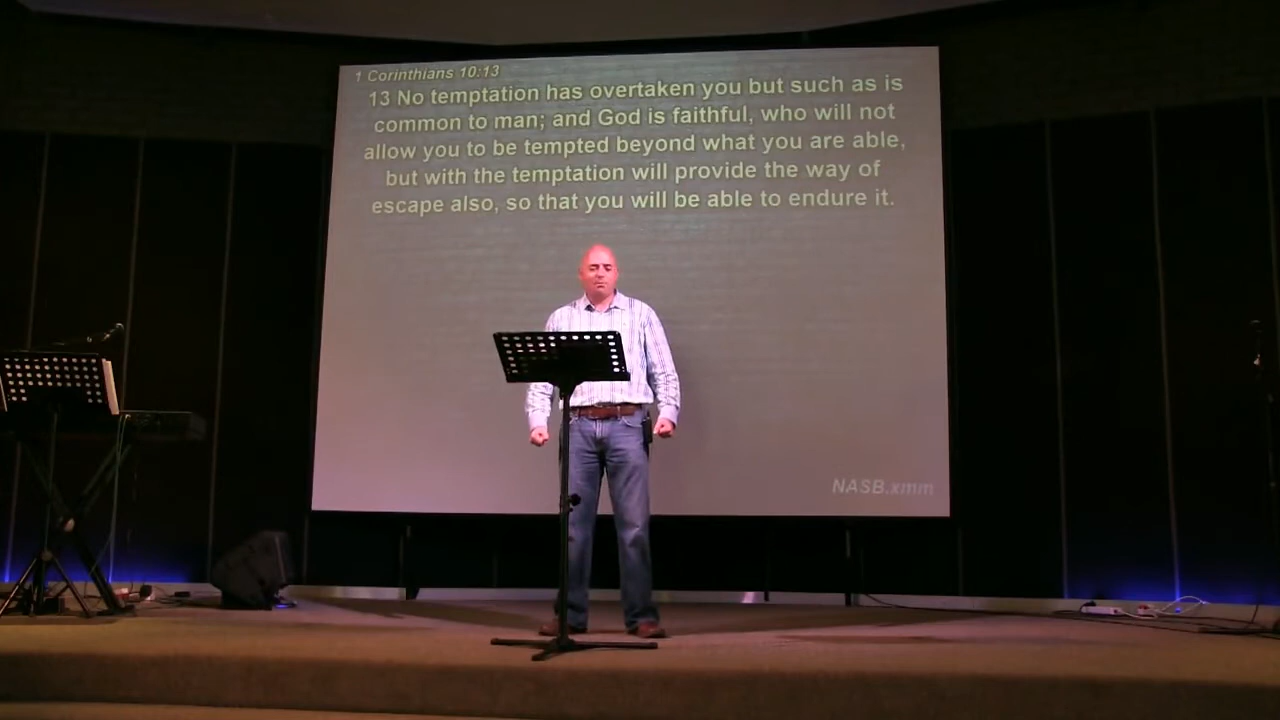 1 Corinthians 10:13
13 No temptation has overtaken you but such as is
common to man; and God is faithful, who will not
allow you to be tempted beyond what you are able,
but with the temptation will provide the way of
escape also, so that you will be able to endure it.
NASB.xmm